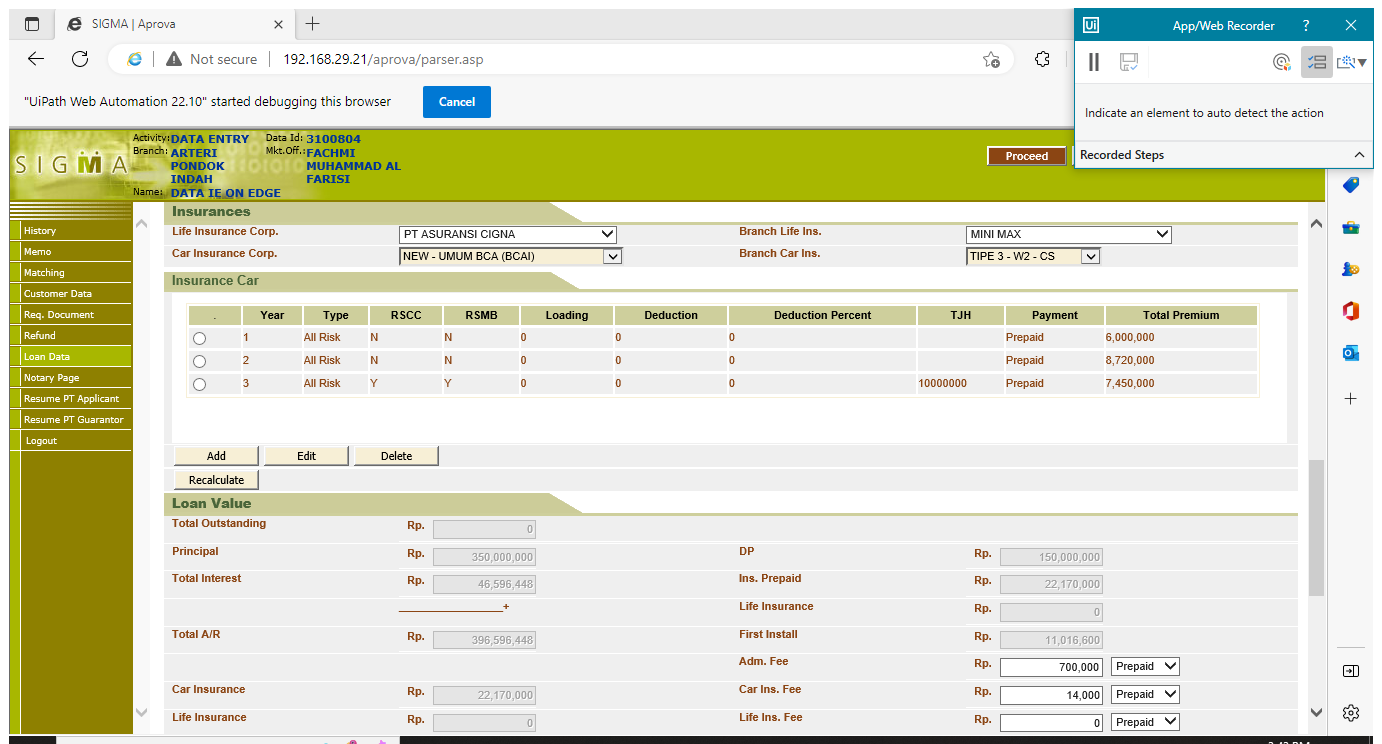 SIGMA | Aprova
Not secure 192.168.29.21/aprova/parser.asp
"UiPath Web Automation 22.10" started debugging this browser Cancel
Ui App/Web Recorder ?
Indicate an element to auto detect the action
Recorded Steps
SIGMA
Activity: DATA ENTRY Data Id: 3100804
Branch: ARTERI PONDOK INDAH Mkt.Off.: FACHMI MUHAMMAD AL FARISI
Name: DATA IE ON EDGE
Proceed
History
Memo
Matching
Customer Data
Req. Document
Refund
Loan Data
Notary Page
Resume PT Applicant
Resume PT Guarantor
Logout
Insurances
Life Insurance Corp. PT ASURANSI CIGNA Branch Life Ins. MINI MAX
Car Insurance Corp. NEW - UMUM BCA (BCAI) Branch Car Ins. TIPE 3 - W2 - CS
Insurance Car
. Year Type RSCC RSMB Loading Deduction Deduction Percent TJH Payment Total Premium
1 All Risk N N 0 0 0 Prepaid 6,000,000
2 All Risk N N 0 0 0 Prepaid 8,720,000
3 All Risk Y Y 0 0 0 10000000 Prepaid 7,450,000
Add Edit Delete
Recalculate
Loan Value
Total Outstanding Rp. 0
Principal Rp. 350,000,000 DP Rp. 150,000,000
Total Interest Rp. 46,596,448 Ins. Prepaid Rp. 22,170,000
+ Life Insurance Rp. 0
Total A/R Rp. 396,596,448 First Install Rp. 11,016,600
Adm. Fee Rp. 700,000 Prepaid
Car Insurance Rp. 22,170,000 Car Ins. Fee Rp. 14,000 Prepaid
Life Insurance Rp. 0 Life Ins. Fee Rp. 0 Prepaid